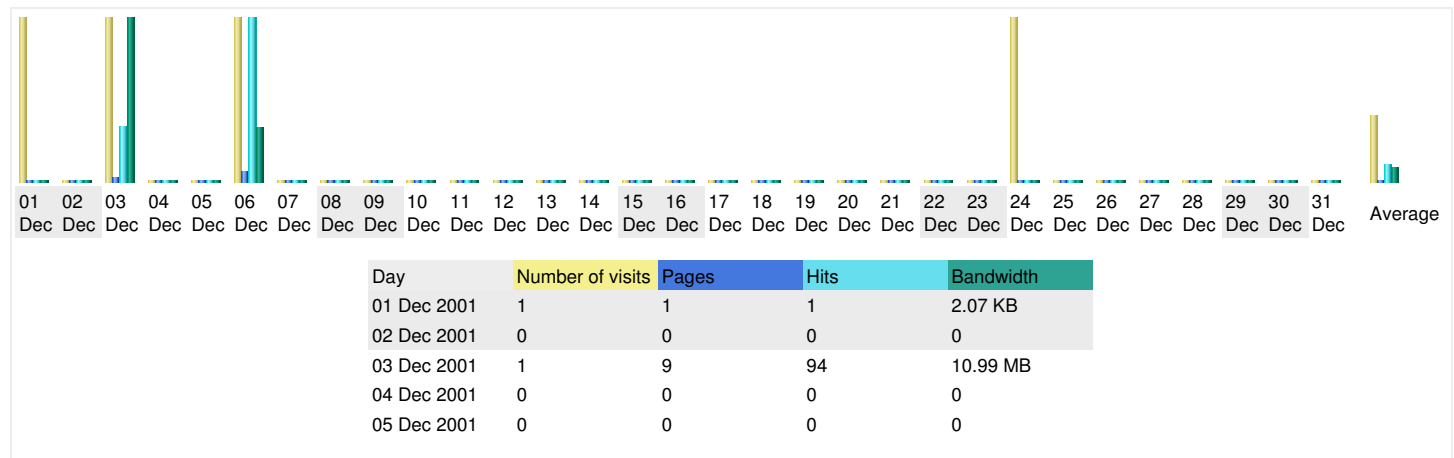 01 02 03 04 05 06 07 08 09 10 11 12 13 14 15 16 17 18 19 20 21 22 23 24 25 26 27 28 29 30 31
Dec Dec Dec Dec Dec Dec Dec Dec Dec Dec Dec Dec Dec Dec Dec Dec Dec Dec Dec Dec Dec Dec Dec Dec Dec Dec Dec Dec Dec Dec Dec
Average
Day Number of visits Pages Hits Bandwidth
01 Dec 2001 1 1 1 2.07 KB
02 Dec 2001 0 0 0 0
03 Dec 2001 1 9 94 10.99 MB
04 Dec 2001 0 0 0 0
05 Dec 2001 0 0 0 0